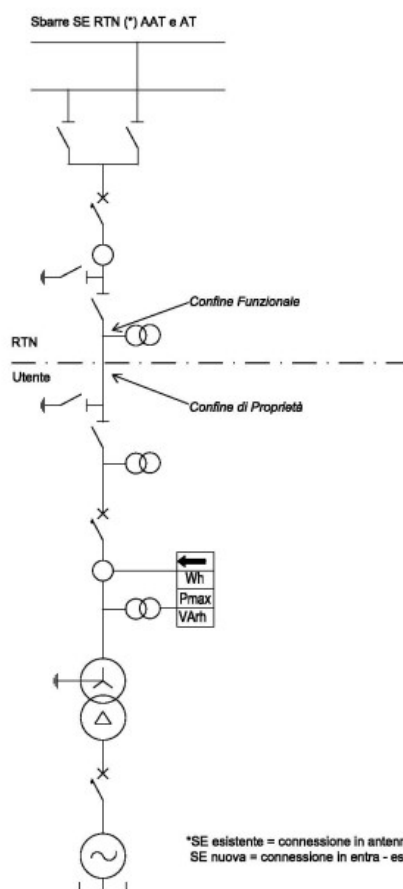 Sbarre SE RTN (*) AAT e AT
Confine Funzionale
RTN
Utente
Confine di Proprietà
Wh
Pmax
VArh
*SE esistente = connessione in antenn
SE nuova = connessione in entra - es